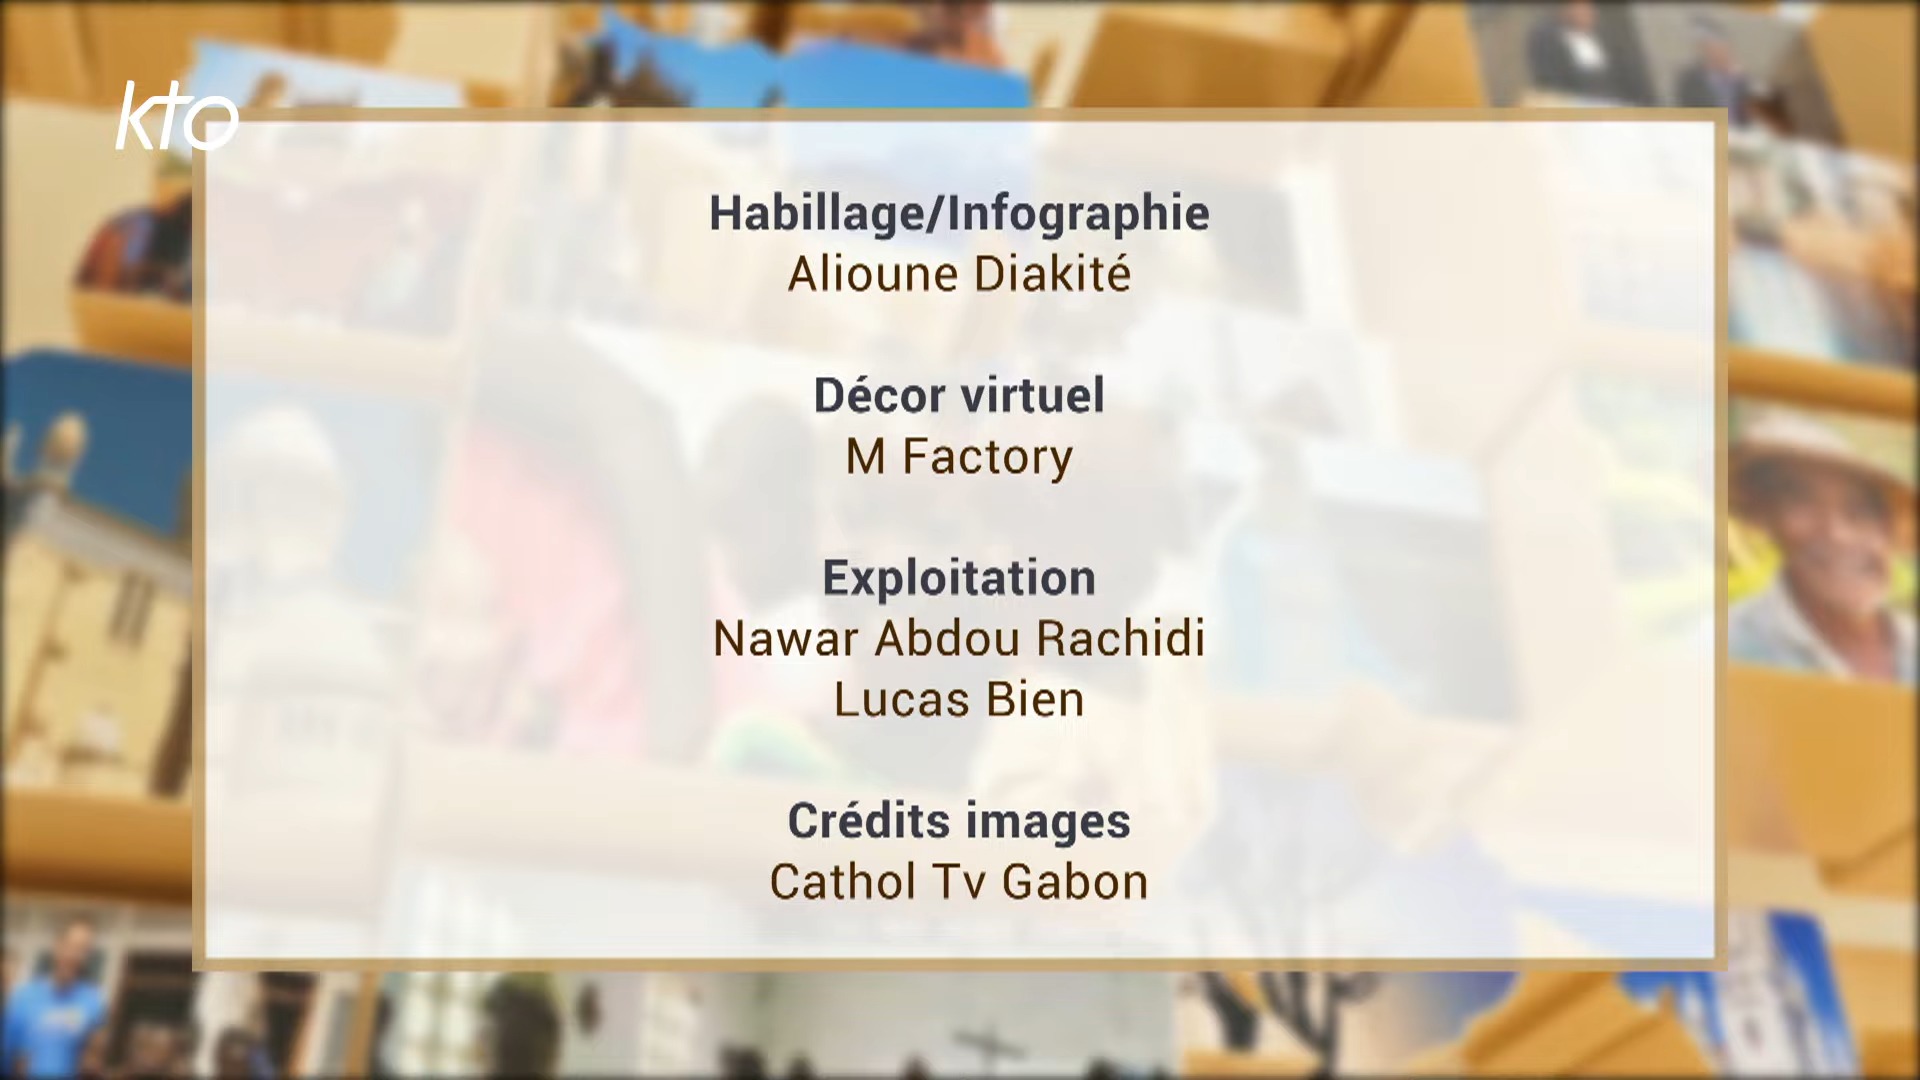 kto
Habillage/Infographie
Alioune Diakité
Décor virtuel
M Factory
Exploitation
Nawar Abdou Rachidi
Lucas Bien
Crédits images
Cathol Tv Gabon